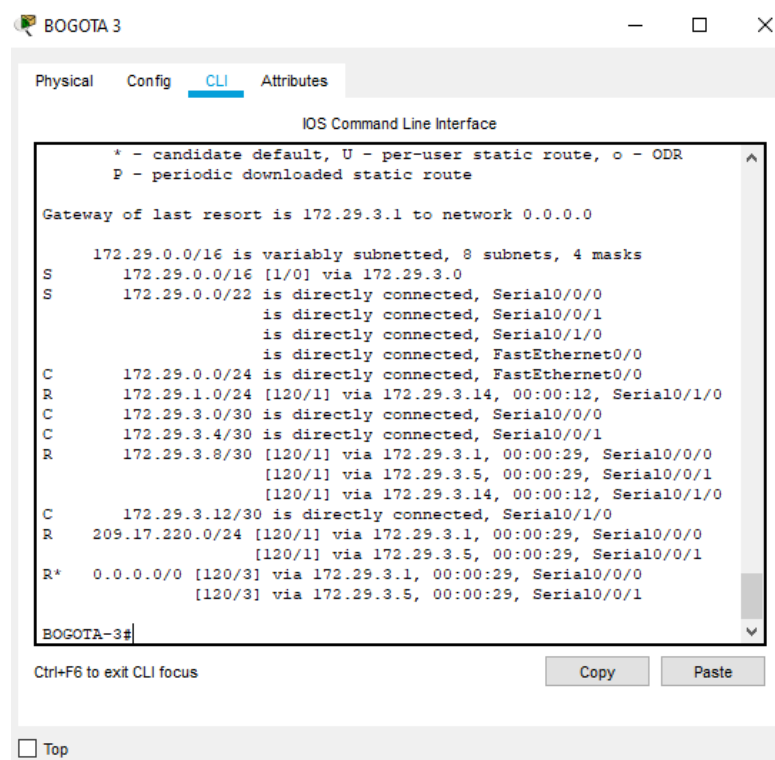 BOGOTA 3
Physical Config CLI Attributes
IOS Command Line Interface
* - candidate default, U - per-user static route, o - ODR
P - periodic downloaded static route
Gateway of last resort is 172.29.3.1 to network 0.0.0.0
172.29.0.0/16 is variably subnetted, 8 subnets, 4 masks
S 172.29.0.0/16 [1/0] via 172.29.3.0
S 172.29.0.0/22 is directly connected, Serial0/0/0
is directly connected, Serial0/0/1
is directly connected, Serial0/1/0
is directly connected, FastEthernet0/0
C 172.29.0.0/24 is directly connected, FastEthernet0/0
R 172.29.1.0/24 [120/1] via 172.29.3.14, 00:00:12, Serial0/1/0
C 172.29.3.0/30 is directly connected, Serial0/0/0
C 172.29.3.4/30 is directly connected, Serial0/0/1
R 172.29.3.8/30 [120/1] via 172.29.3.1, 00:00:29, Serial0/0/0
[120/1] via 172.29.3.5, 00:00:29, Serial0/0/1
[120/1] via 172.29.3.14, 00:00:12, Serial0/1/0
C 172.29.3.12/30 is directly connected, Serial0/1/0
R 209.17.220.0/24 [120/1] via 172.29.3.1, 00:00:29, Serial0/0/0
[120/1] via 172.29.3.5, 00:00:29, Serial0/0/1
R* 0.0.0.0/0 [120/3] via 172.29.3.1, 00:00:29, Serial0/0/0
[120/3] via 172.29.3.5, 00:00:29, Serial0/0/1
BOGOTA-3#
Ctrl+F6 to exit CLI focus Copy Paste
Top